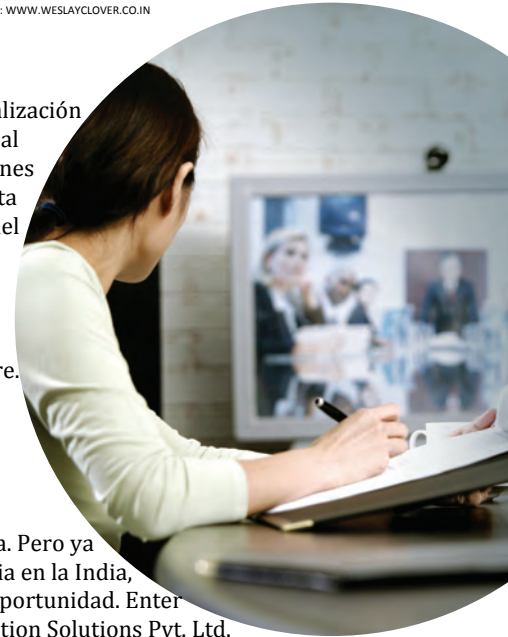 : WWW.WESLAYCLOVER.CO.IN
alización
al
nes
ta
el
re.
a. Pero ya
ia en la India,
portunidad. Enter
tion Solutions Pvt. Ltd.